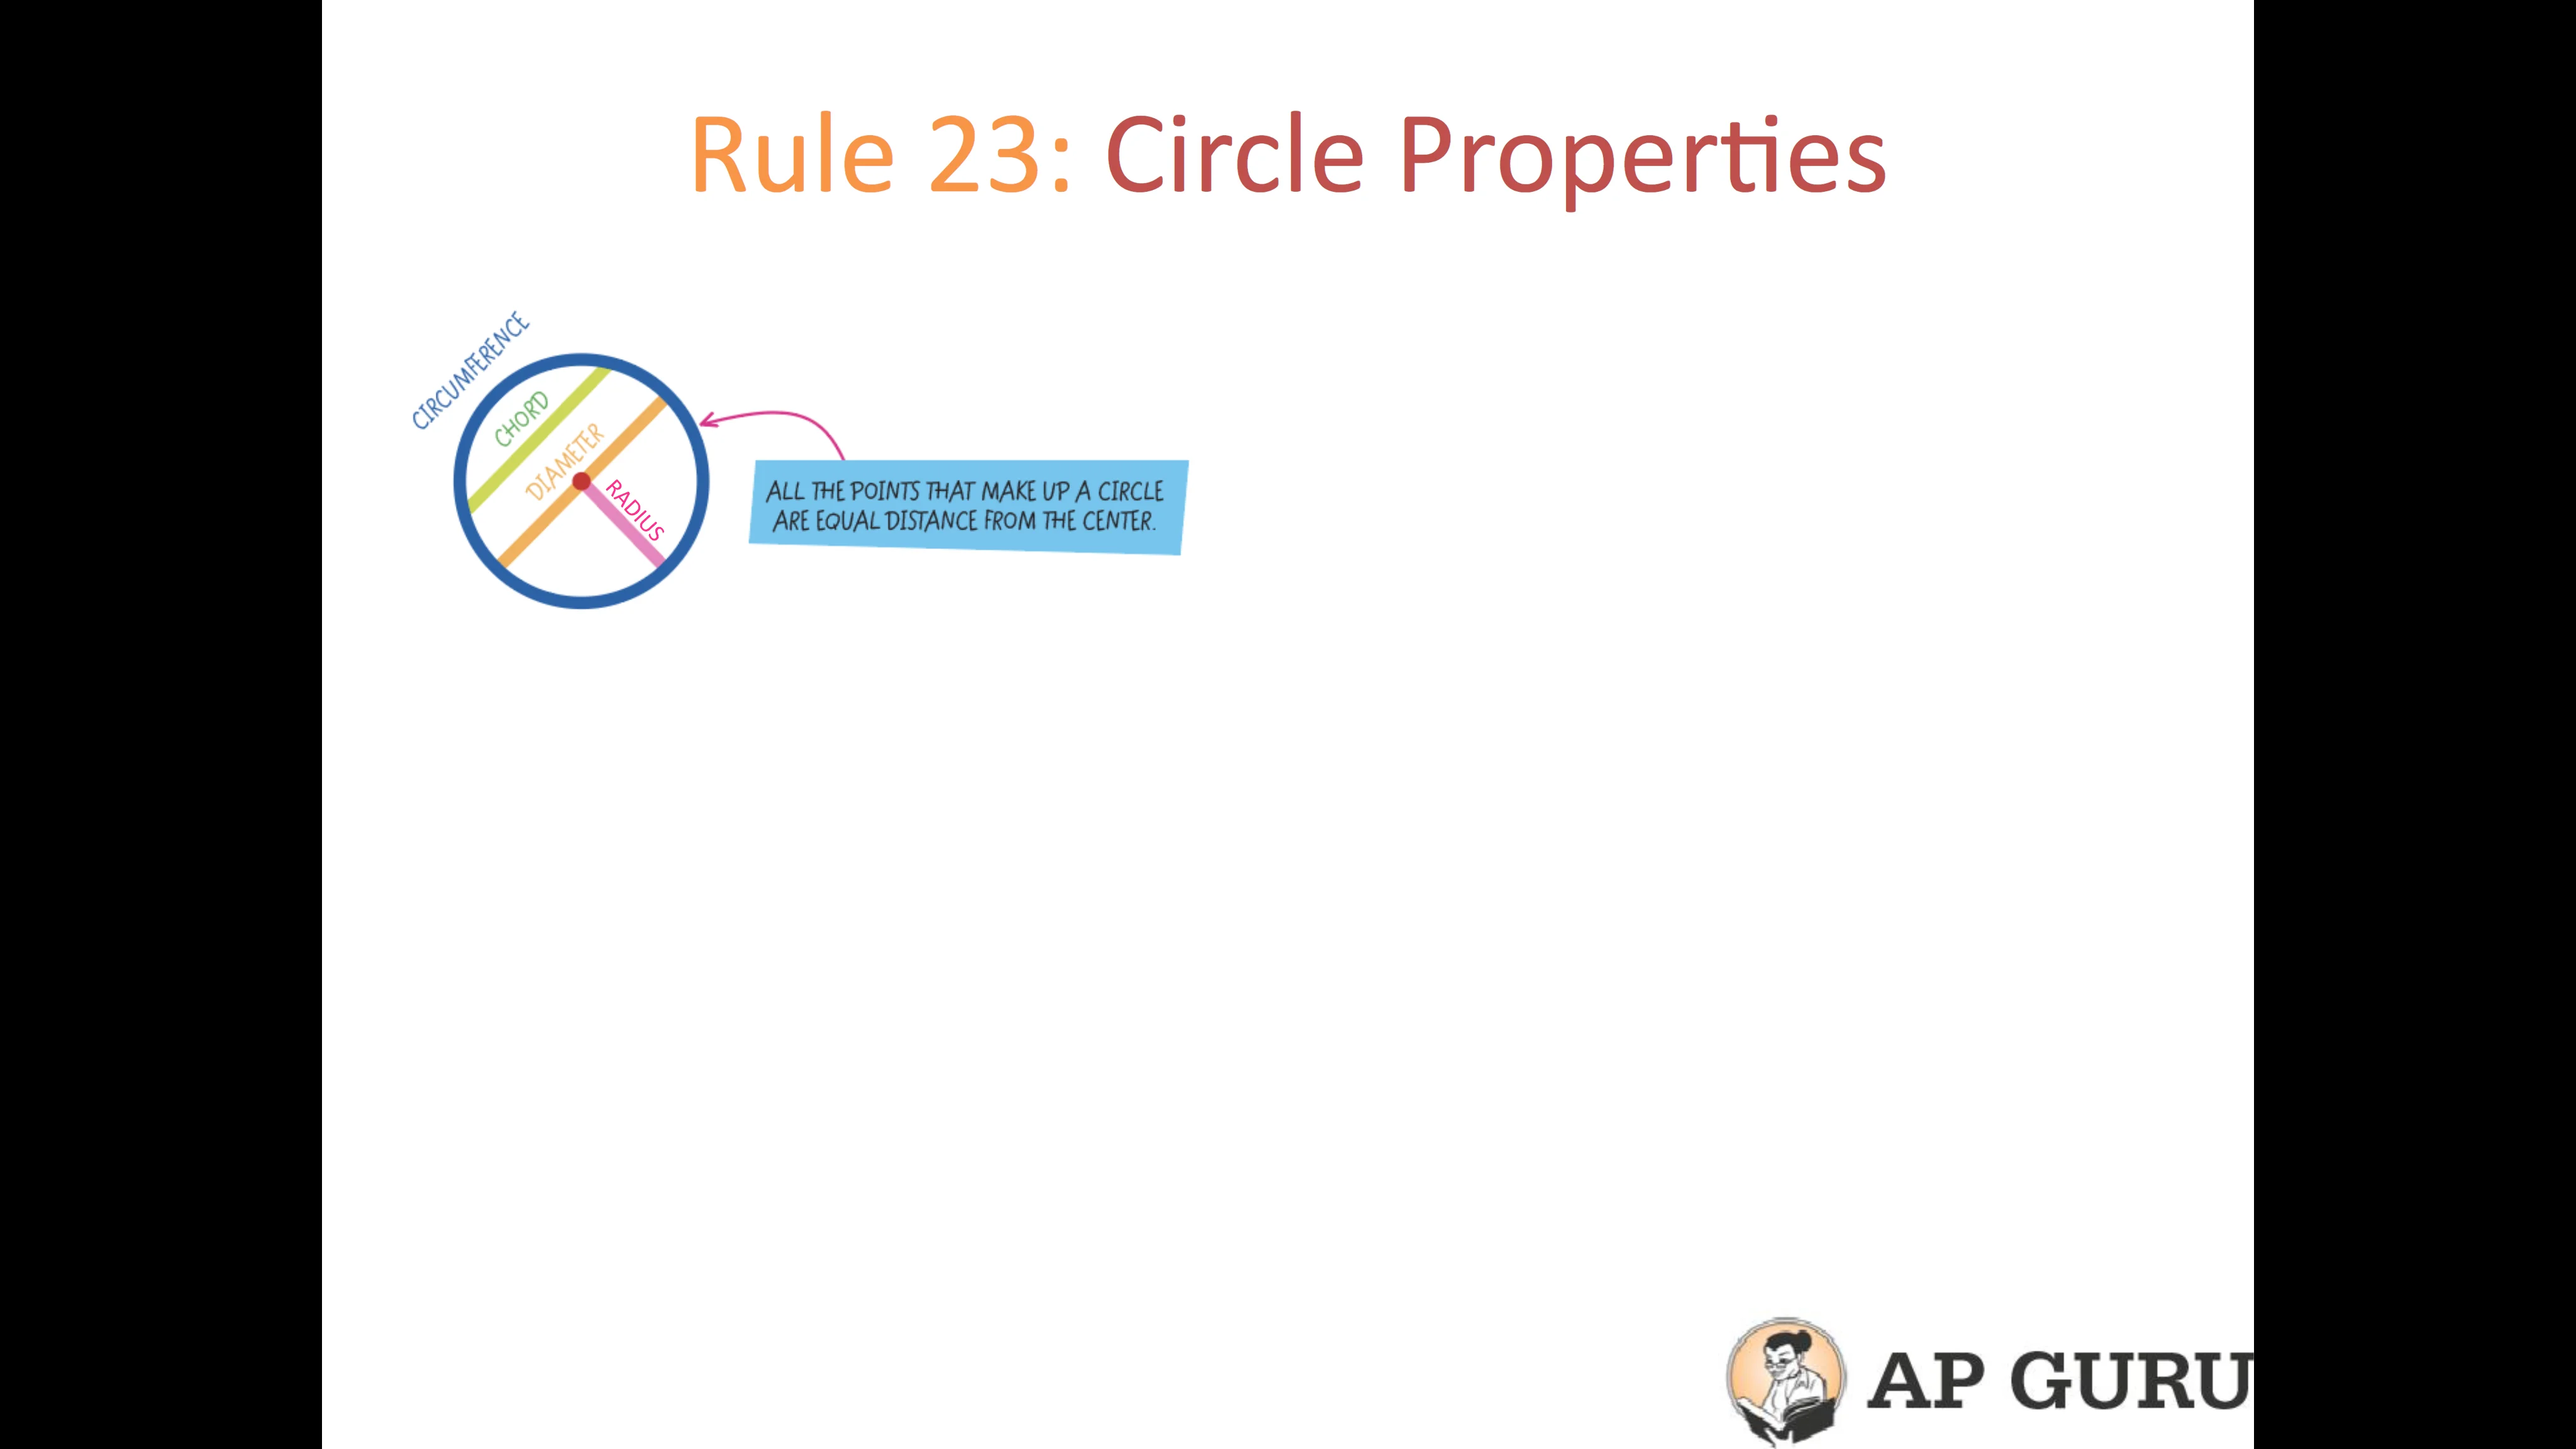 Rule 23: Circle Properties
CIRCUMFERENCE
CHORD
DIAMETER
RADIUS
ALL THE POINTS THAT MAKE UP A CIRCLE
ARE EQUAL DISTANCE FROM THE CENTER.
AP GURU